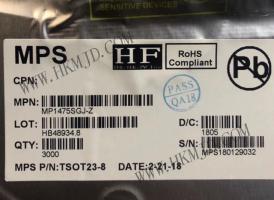 SENSITIVE DEVICES
WWW.HKMJD.COM
MPS
HF
RoHS
Compliant
Pb
CPN:
MPN:
MP1475SGJ-Z
PASS
QA18
LOT:
HB48934.8
D/C:
1805
QTY:
3000
S/N:
MPS180129032
MPS P/N:TSOT23-8 DATE:2-21-18